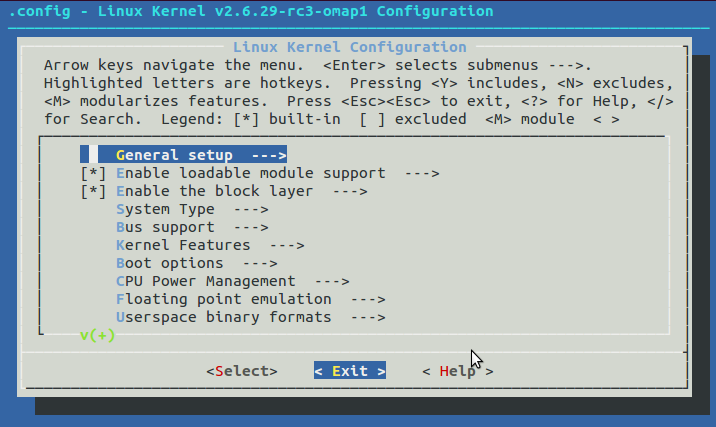 .config - Linux Kernel v2.6.29-rc3-omap1 Configuration
Linux Kernel Configuration
Arrow keys navigate the menu.  <Enter> selects submenus --->.
Highlighted letters are hotkeys.  Pressing <Y> includes, <N> excludes,
<M> modularizes features.  Press <Esc><Esc> to exit, <?> for Help, </>
for Search.  Legend: [*] built-in  [ ] excluded  <M> module  < >
General setup  --->
[*] Enable loadable module support  --->
[*] Enable the block layer  --->
System Type  --->
Bus support  --->
Kernel Features  --->
Boot options  --->
CPU Power Management  --->
Floating point emulation  --->
Userspace binary formats  --->
v(+)
<Select>    < Exit >    < Help >